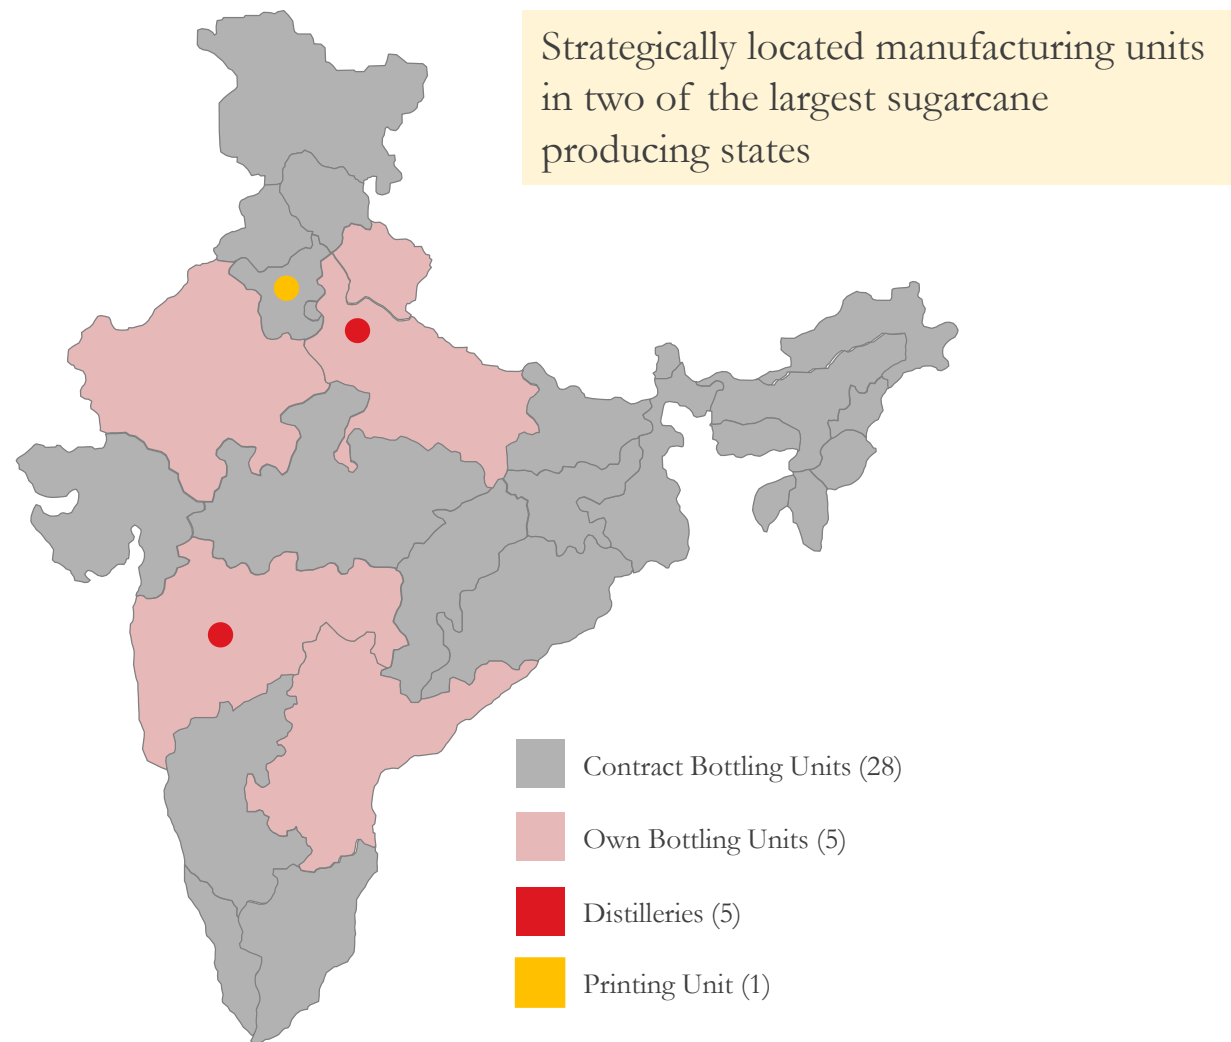 Strategically located manufacturing units
in two of the largest sugarcane
producing states
Contract Bottling Units (28)
Own Bottling Units (5)
Distilleries (5)
Printing Unit (1)